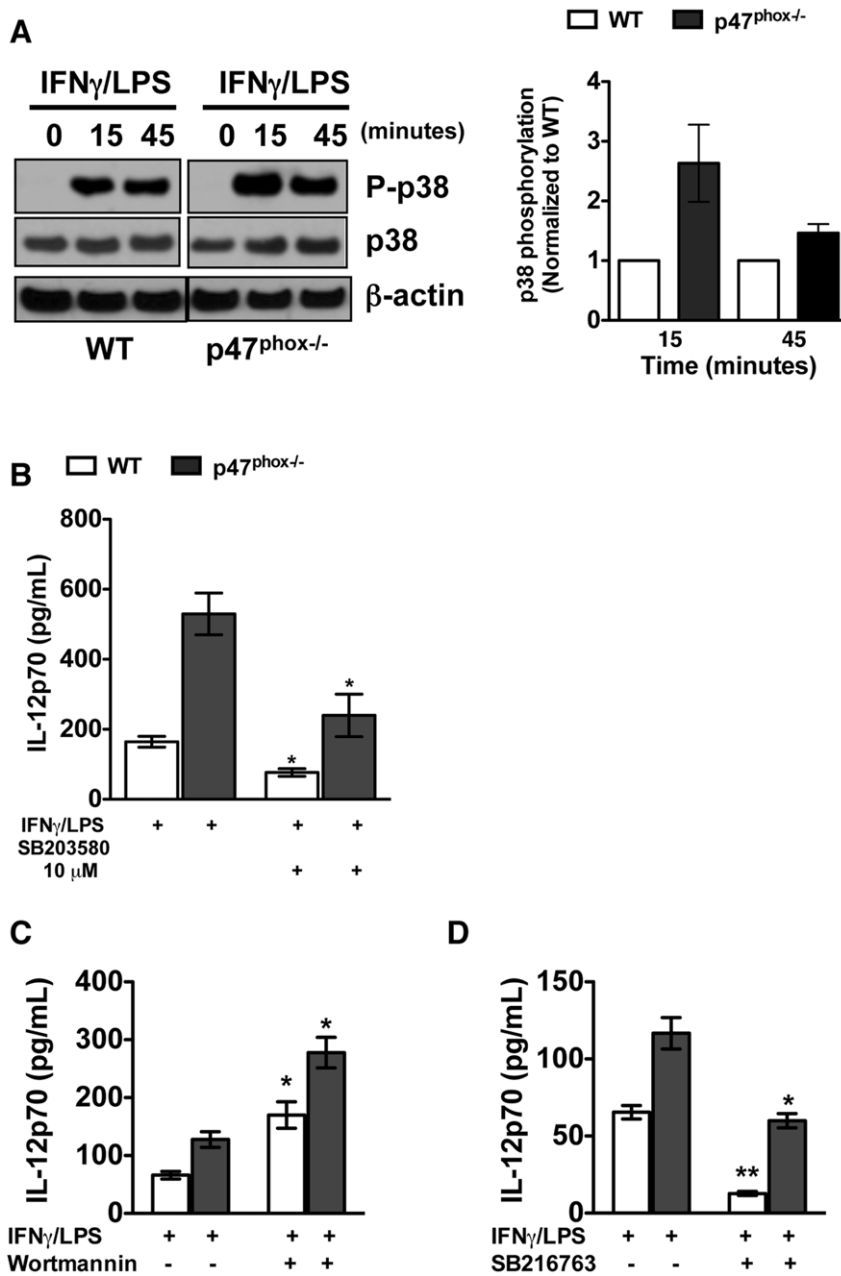 A
IFNγ/LPS IFNγ/LPS
0 15 45 0 15 45 (minutes)
P-p38
p38
β-actin
WT p47phox-/-
WT p47phox-/-
p38 phosphorylation
(Normalized to WT)
4
3
2
1
0
15 45
Time (minutes)
B
WT p47phox-/-
IL-12p70 (pg/mL)
800
600
400
200
0
* *
IFNγ/LPS + + + +
SB203580
10 μM + +
C
IL-12p70 (pg/mL)
400
300
200
100
0
* *
IFNγ/LPS + + + +
Wortmannin - - + +
D
IL-12p70 (pg/mL)
150
100
50
0
** *
IFNγ/LPS + + + +
SB216763 - - + +